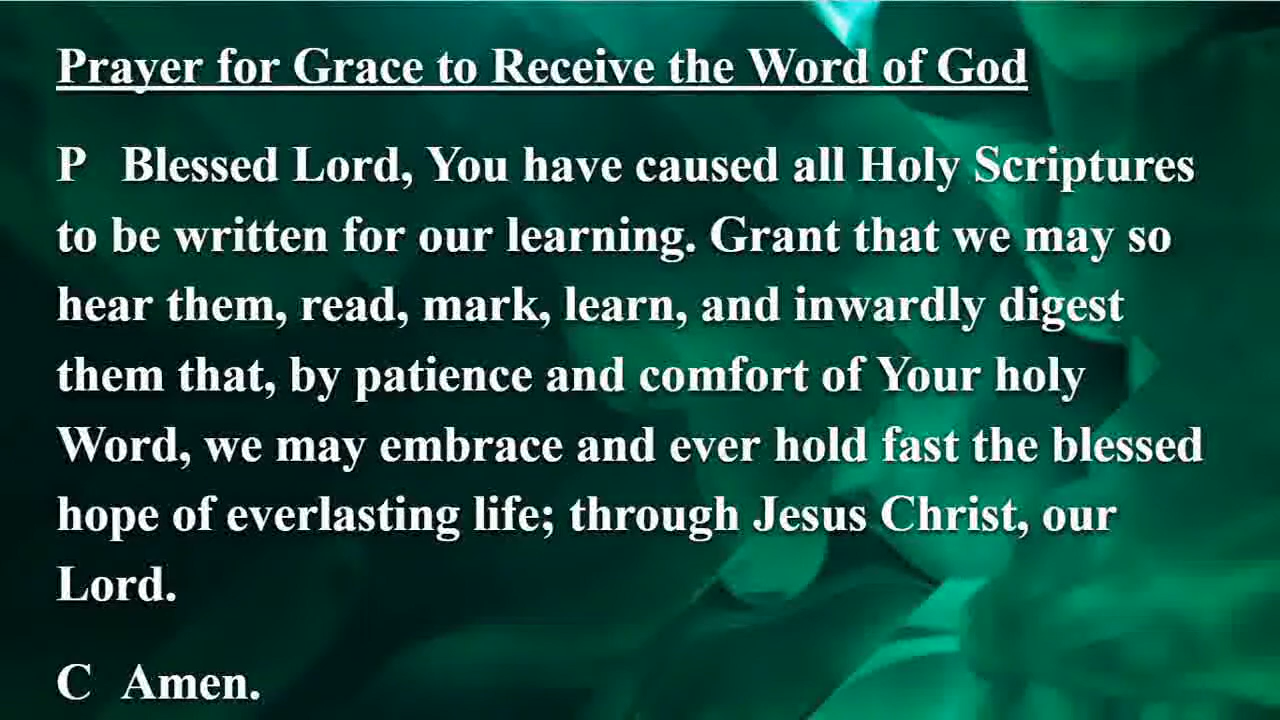 Prayer for Grace to Receive the Word of God
P Blessed Lord, You have caused all Holy Scriptures
to be written for our learning. Grant that we may so
hear them, read, mark, learn, and inwardly digest
them that, by patience and comfort of Your holy
Word, we may embrace and ever hold fast the blessed
hope of everlasting life; through Jesus Christ, our
Lord.
C Amen.